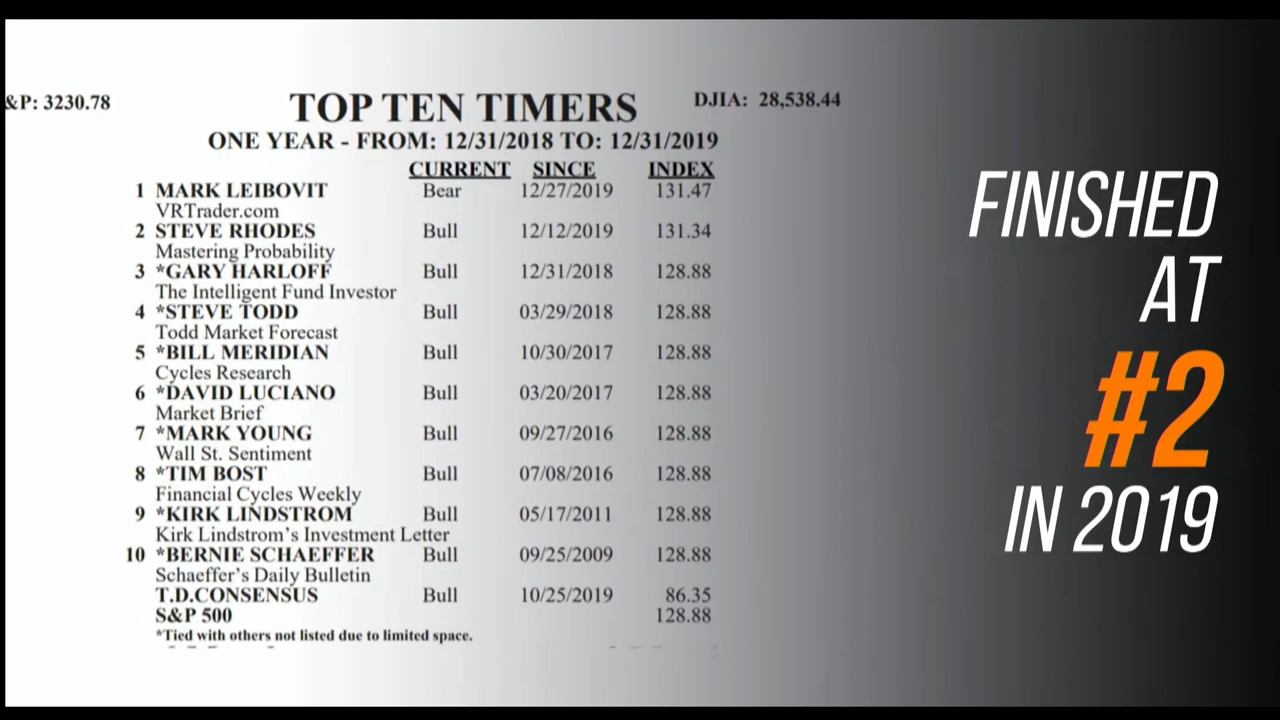 &P: 3230.78
TOP TEN TIMERS
DJIA: 28,538.44
ONE YEAR - FROM: 12/31/2018 TO: 12/31/2019
CURRENT SINCE INDEX
1 MARK LEIBOVIT Bear 12/27/2019 131.47
VRTrader.com
2 STEVE RHODES Bull 12/12/2019 131.34
Mastering Probability
3 *GARY HARLOFF Bull 12/31/2018 128.88
The Intelligent Fund Investor
4 *STEVE TODD Bull 03/29/2018 128.88
Todd Market Forecast
5 *BILL MERIDIAN Bull 10/30/2017 128.88
Cycles Research
6 *DAVID LUCIANO Bull 03/20/2017 128.88
Market Brief
7 *MARK YOUNG Bull 09/27/2016 128.88
Wall St. Sentiment
8 *TIM BOST Bull 07/08/2016 128.88
Financial Cycles Weekly
9 *KIRK LINDSTROM Bull 05/17/2011 128.88
Kirk Lindstrom's Investment Letter
10 *BERNIE SCHAEFFER Bull 09/25/2009 128.88
Schaeffer's Daily Bulletin
T.D.CONSENSUS Bull 10/25/2019 86.35
S&P 500 128.88
*Tied with others not listed due to limited space.
FINISHED
AT
#2
IN 2019